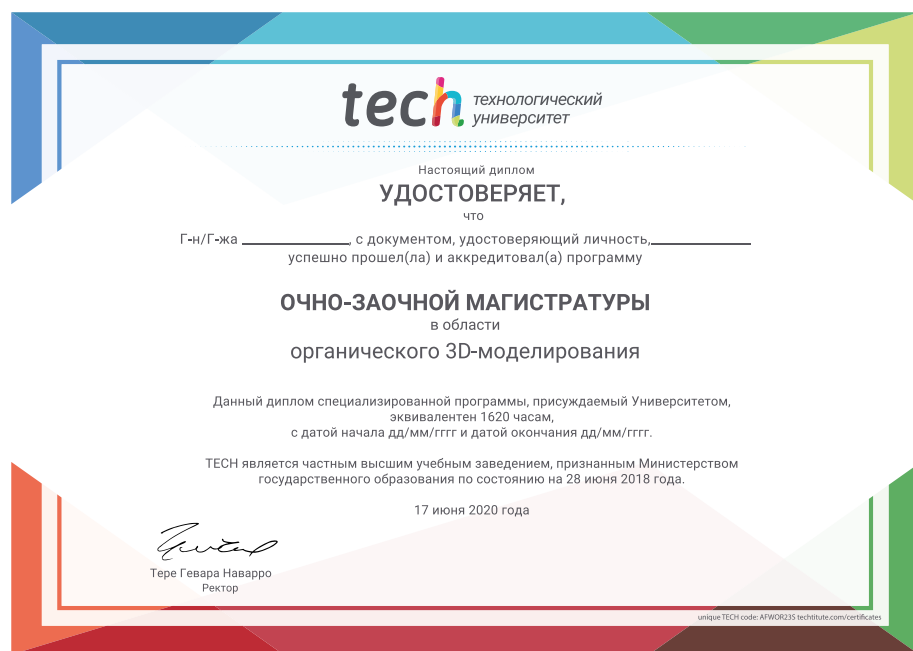 tech технологический
университет
Настоящий диплом
УДОСТОВЕРЯЕТ,
что
Г-н/Г-жа ________________, с документом, удостоверяющий личность,_______________
успешно прошел(ла) и аккредитовал(а) программу
ОЧНО-ЗАОЧНОЙ МАГИСТРАТУРЫ
в области
органического 3D-моделирования
Данный диплом специализированной программы, присуждаемый Университетом,
эквивалентен 1620 часам,
с датой начала дд/мм/гггг и датой окончания дд/мм/гггг.
TECH является частным высшим учебным заведением, признанным Министерством
государственного образования по состоянию на 28 июня 2018 года.
17 июня 2020 года
Тере Гевара Наварро
Ректор
unique TECH code: AFWOR23S techtitute.com/certificates